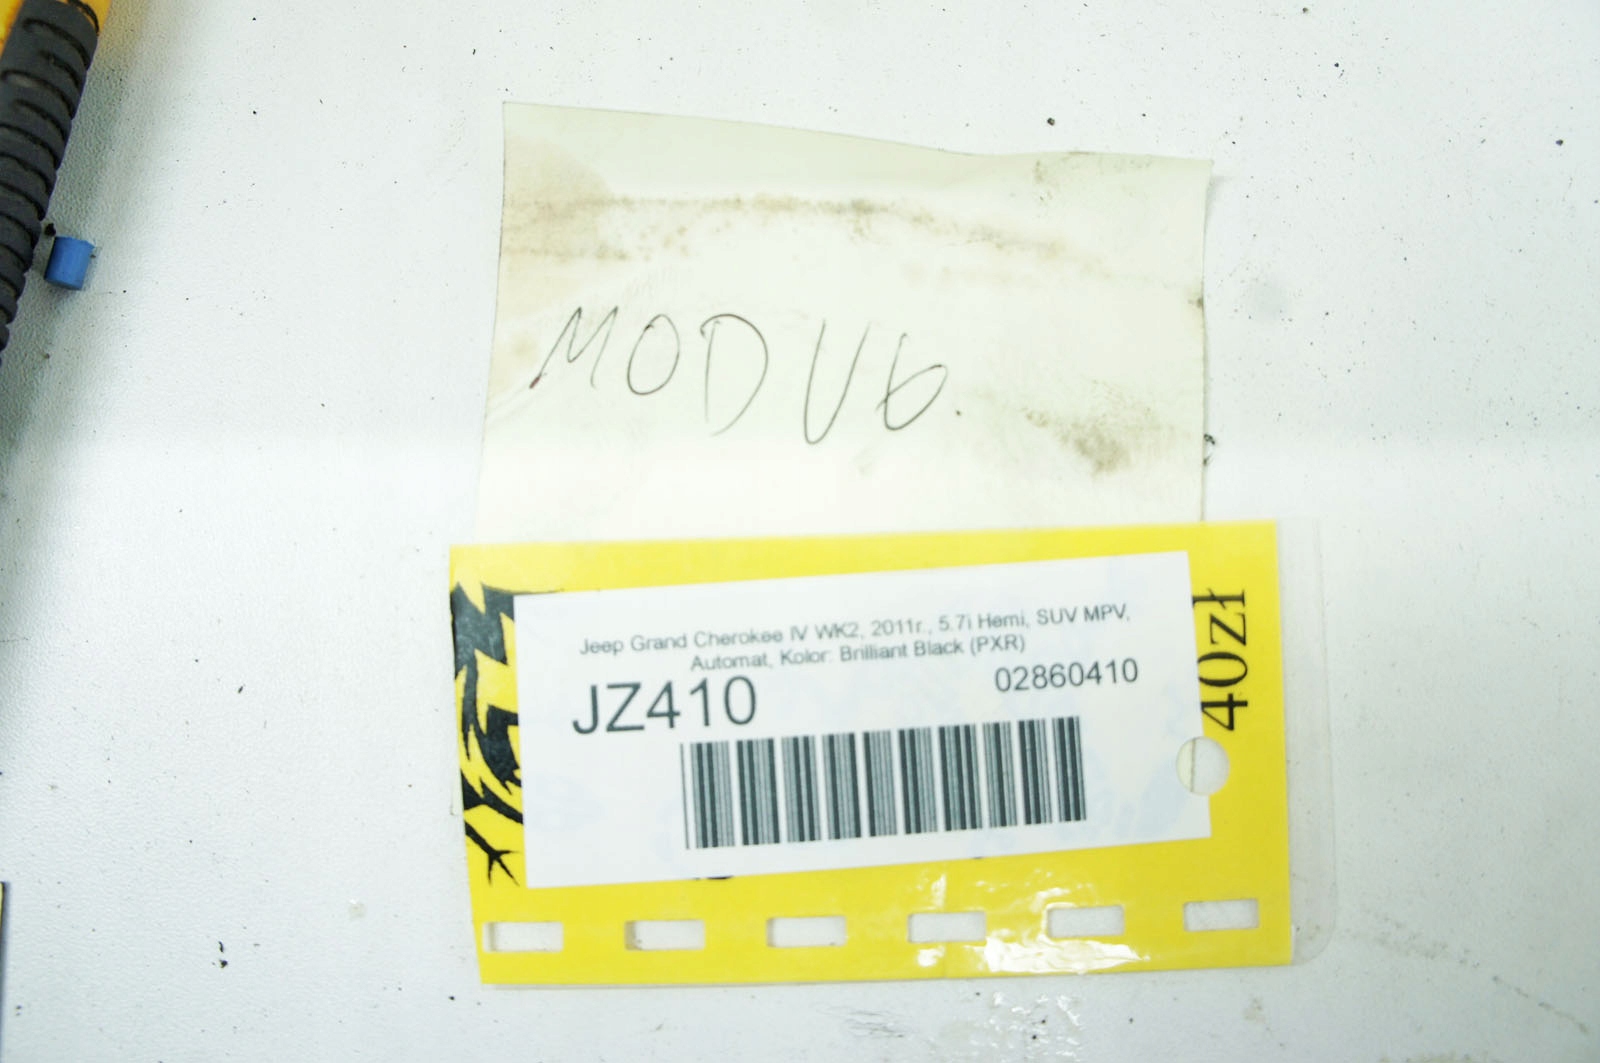 MODUŁ.
Jeep Grand Cherokee IV WK2, 2011r., 5.7i Hemi, SUV MPV,
Automat, Kolor: Brilliant Black (PXR)
JZ410
02860410
40zł